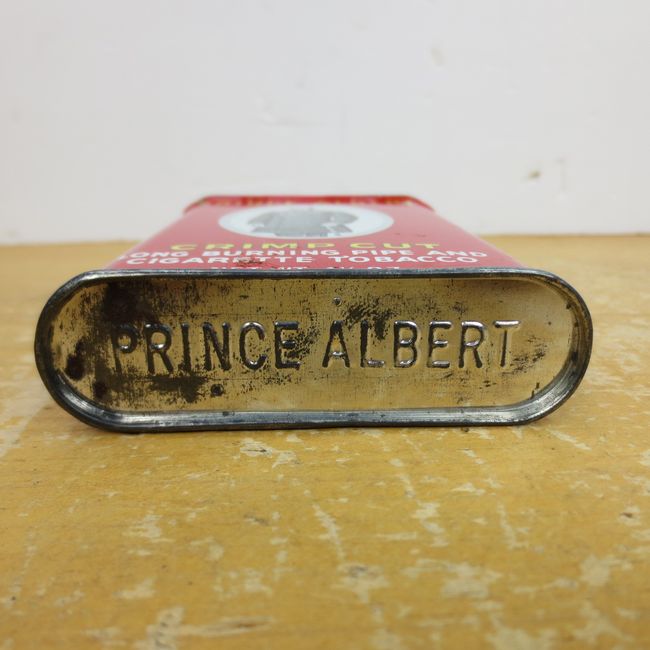 CRIMP CUT
LONG BURNING PIPE AND
CIGARETTE TOBACCO
PRINCE ALBERT